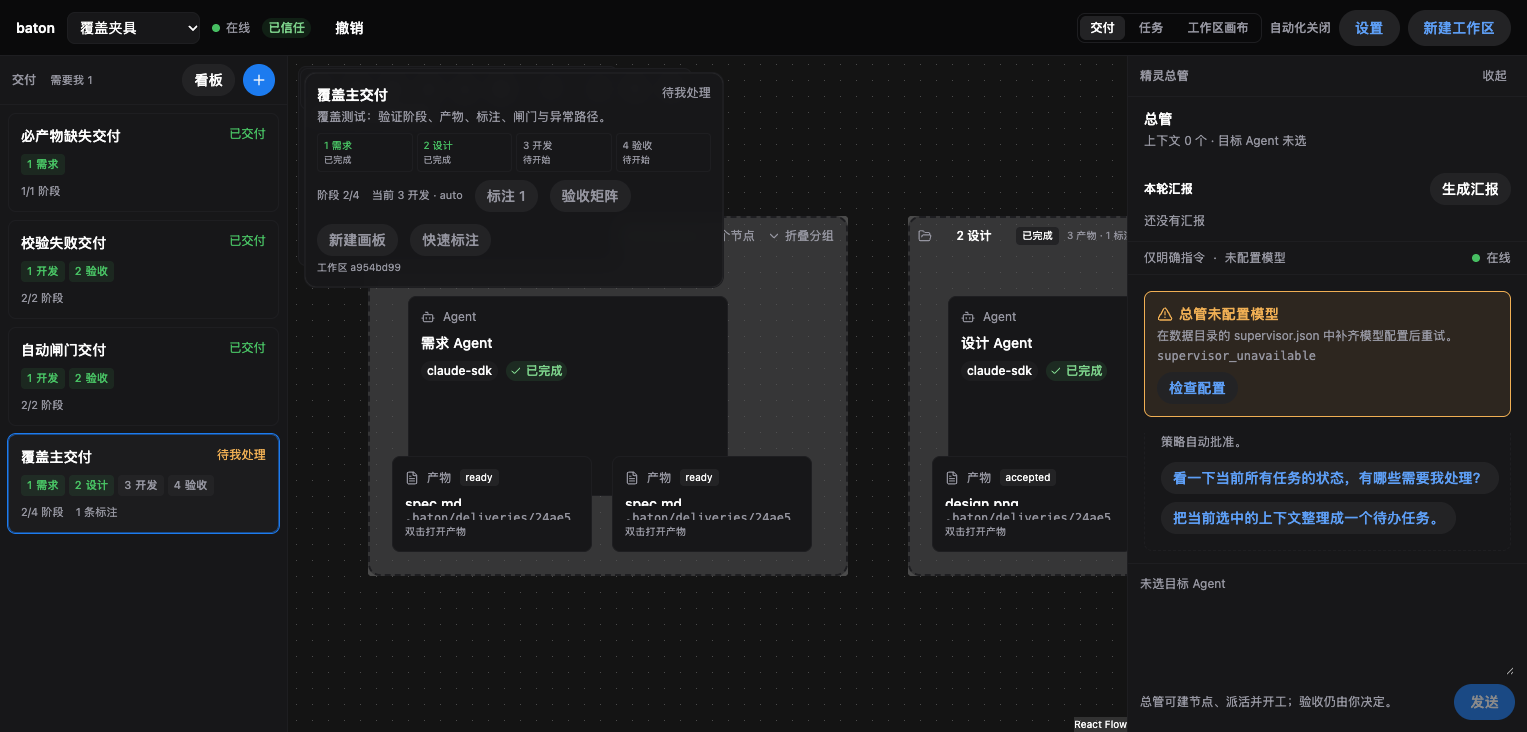 baton 覆盖夹具 在线 已信任 撤销 交付 任务 工作区画布 自动化关闭 设置 新建工作区
交付 需要我 1 看板 +
必产物缺失交付 已交付
1 需求
1/1 阶段
校验失败交付 已交付
1 开发 2 验收
2/2 阶段
自动闸门交付 已交付
1 开发 2 验收
2/2 阶段
覆盖主交付 待我处理
1 需求 2 设计 3 开发 4 验收
2/4 阶段 1 条标注
覆盖主交付 待我处理
覆盖测试：验证阶段、产物、标注、闸门与异常路径。
1 需求 2 设计 3 开发 4 验收
已完成 已完成 待开始 待开始
阶段 2/4 当前 3 开发 · auto 标注 1 验收矩阵
新建画板 快速标注
工作区 a954bd99
个节点 折叠分组
2 设计 已完成 3 产物 · 1 标
Agent
需求 Agent
claude-sdk 已完成
产物 ready
spec.md
.baton/deliveries/24ae5
双击打开产物
产物 ready
spec.md
.baton/deliveries/24ae5
双击打开产物
Agent
设计 Agent
claude-sdk 已完成
产物 accepted
design.png
.baton/deliveries/24ae5
双击打开产物
React Flow
精灵总管 收起
总管
上下文 0 个 · 目标 Agent 未选
本轮汇报 生成汇报
还没有汇报
仅明确指令 · 未配置模型 在线
总管未配置模型
在数据目录的 supervisor.json 中补齐模型配置后重试。
supervisor_unavailable
检查配置
策略自动批准。
看一下当前所有任务的状态，有哪些需要我处理？
把当前选中的上下文整理成一个待办任务。
未选目标 Agent
总管可建节点、派活并开工；验收仍由你决定。 发送